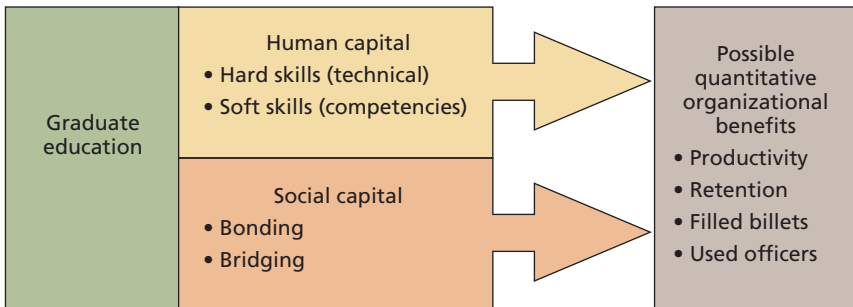 Graduate
education
Human capital
• Hard skills (technical)
• Soft skills (competencies)
Social capital
• Bonding
• Bridging
Possible
quantitative
organizational
benefits
• Productivity
• Retention
• Filled billets
• Used officers